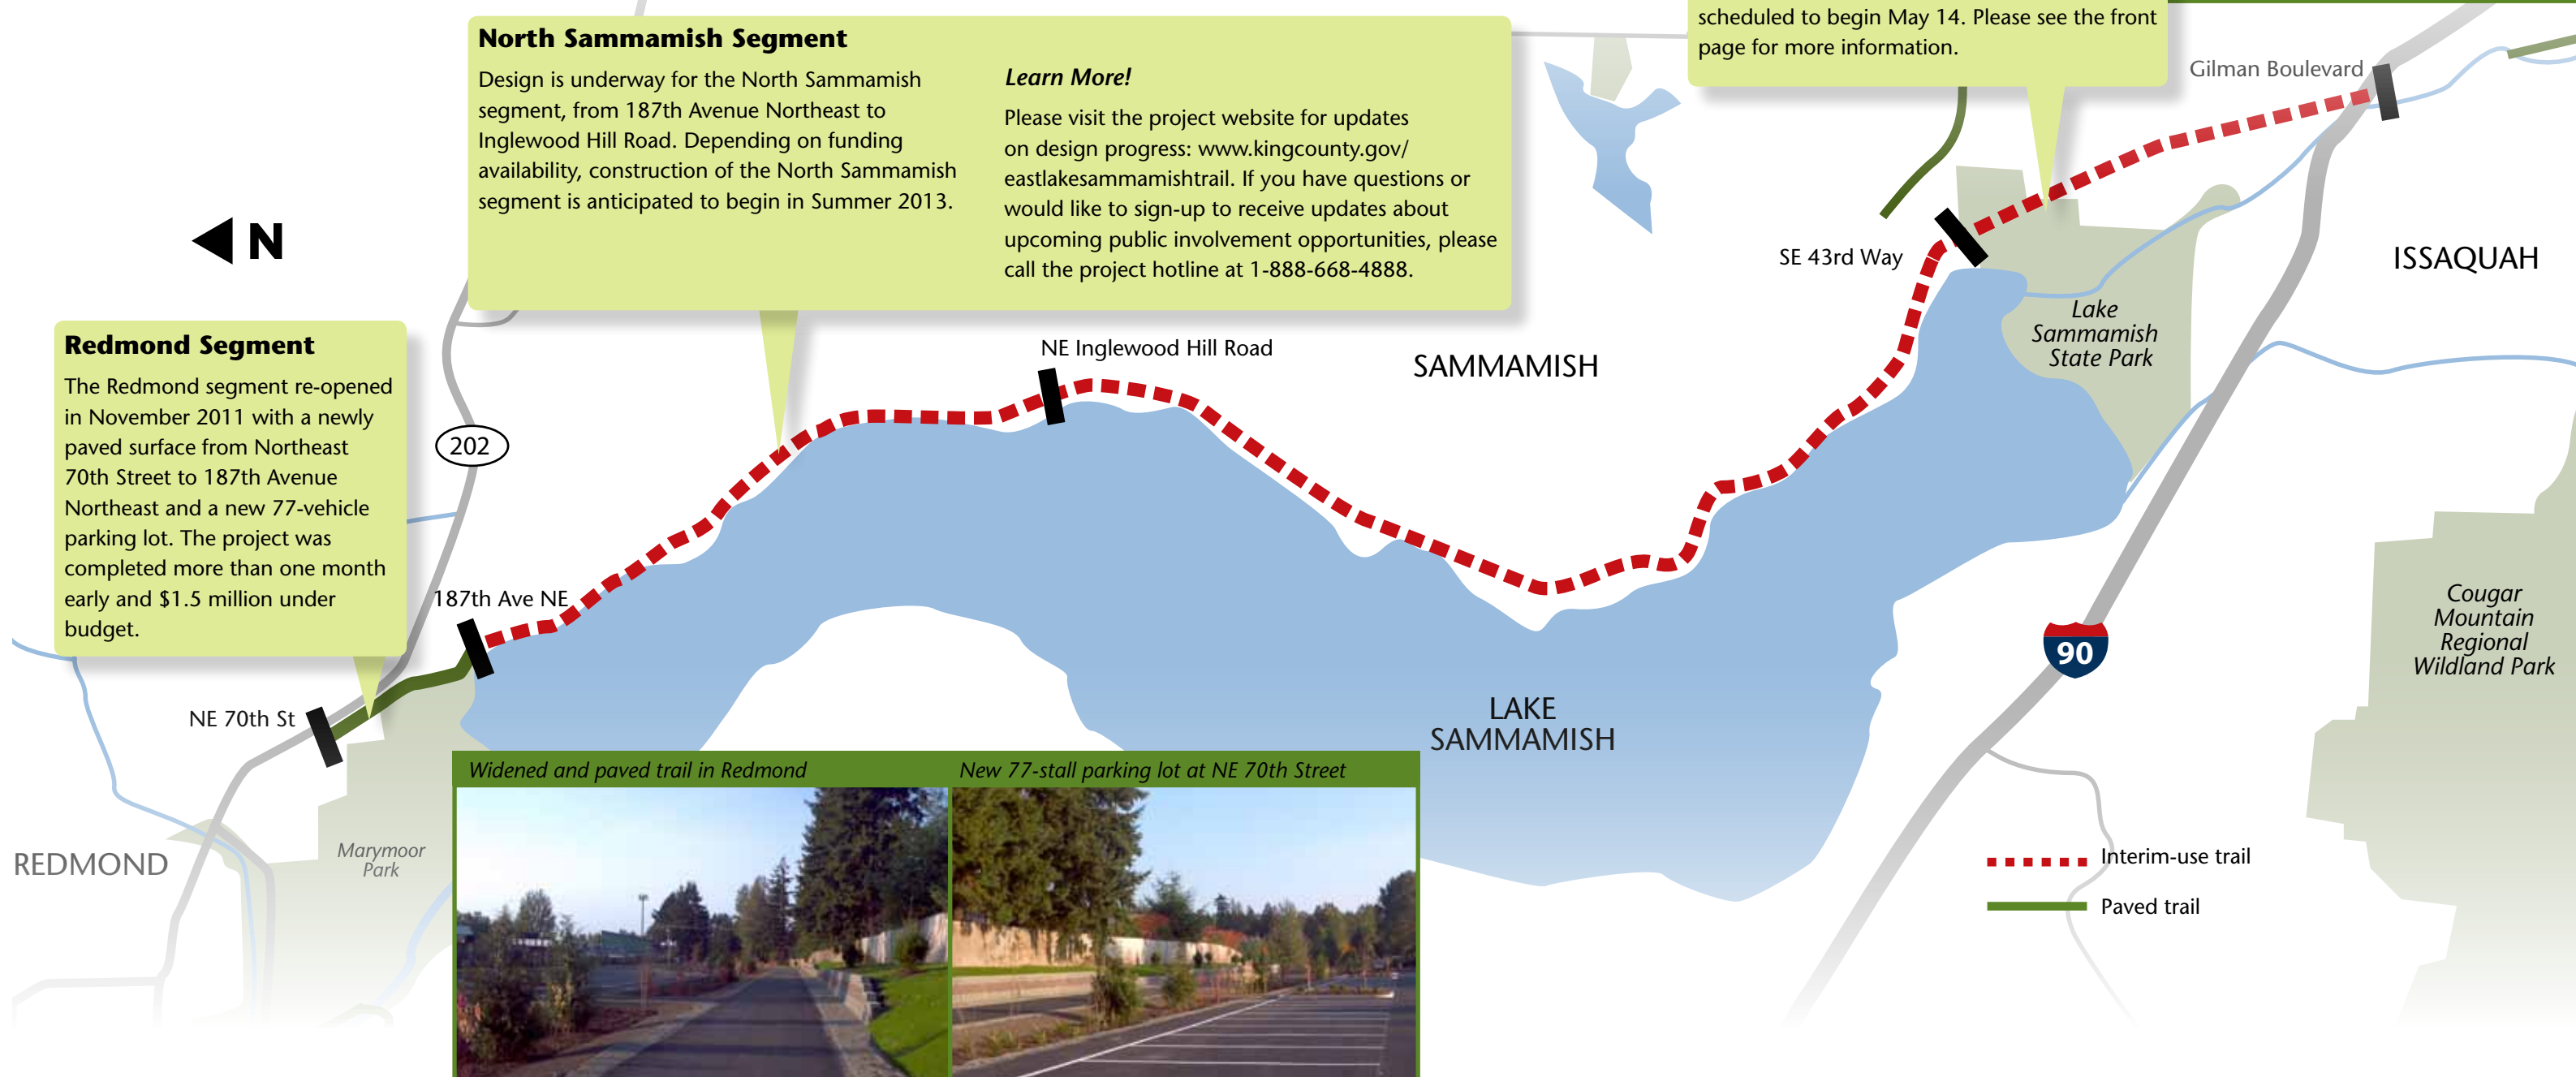 scheduled to begin May 14. Please see the front
page for more information.
North Sammamish Segment
Design is underway for the North Sammamish
segment, from 187th Avenue Northeast to
Inglewood Hill Road. Depending on funding
availability, construction of the North Sammamish
segment is anticipated to begin in Summer 2013.
Learn More!
Please visit the project website for updates
on design progress: www.kingcounty.gov/
eastlakesammamishtrail. If you have questions or
would like to sign-up to receive updates about
upcoming public involvement opportunities, please
call the project hotline at 1-888-668-4888.
Gilman Boulevard
N
SE 43rd Way
ISSAQUAH
Lake
Sammamish
State Park
Redmond Segment
The Redmond segment re-opened
in November 2011 with a newly
paved surface from Northeast
70th Street to 187th Avenue
Northeast and a new 77-vehicle
parking lot. The project was
completed more than one month
early and $1.5 million under
budget.
NE Inglewood Hill Road
SAMMAMISH
202
187th Ave NE
Cougar
Mountain
Regional
Wildland Park
90
NE 70th St
LAKE
SAMMAMISH
Widened and paved trail in Redmond
New 77-stall parking lot at NE 70th Street
REDMOND
Marymoor
Park
Interim-use trail
Paved trail